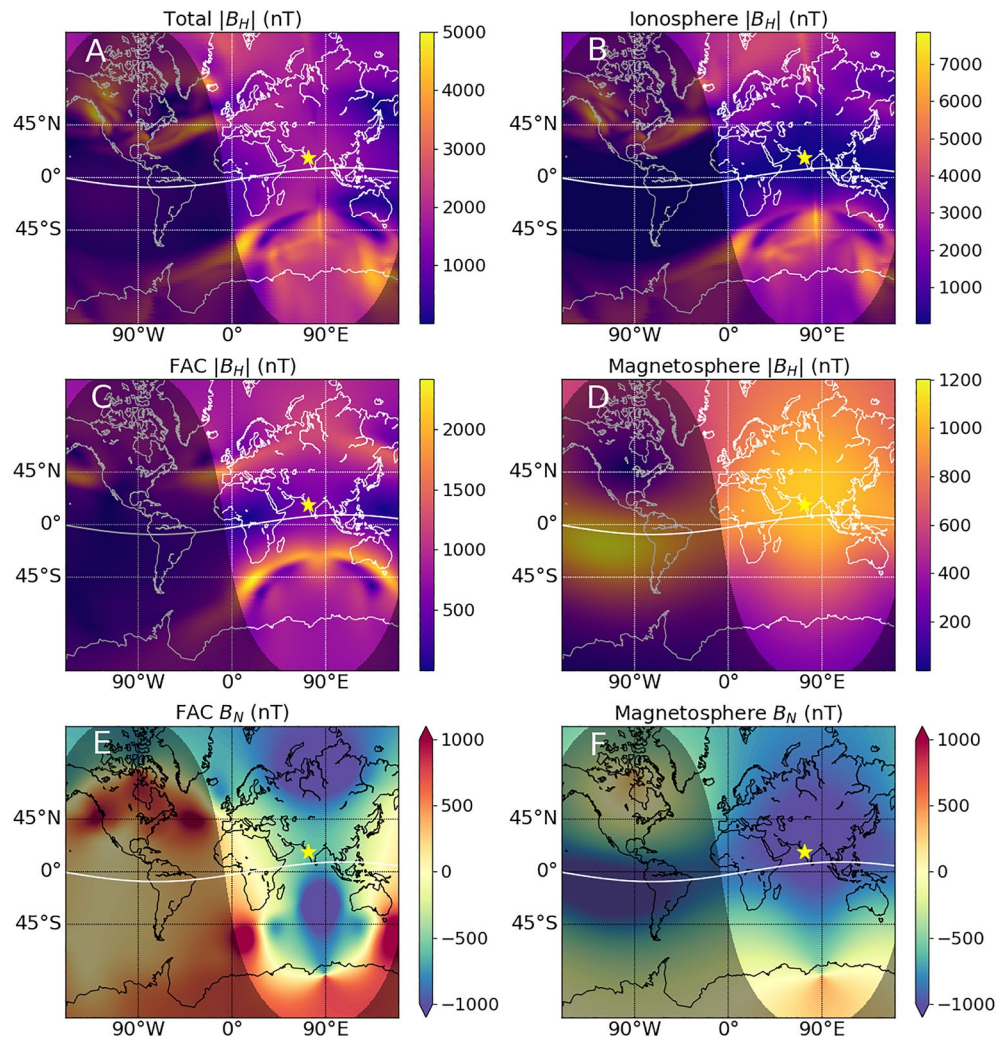 Total |B_H| (nT)
Ionosphere |B_H| (nT)
A
B
5000
4000
3000
2000
1000
7000
6000
5000
4000
3000
2000
1000
45°N
0°
45°S
45°N
0°
45°S
90°W
0°
90°E
90°W
0°
90°E
FAC |B_H| (nT)
Magnetosphere |B_H| (nT)
C
D
2000
1500
1000
500
1200
1000
800
600
400
200
45°N
0°
45°S
45°N
0°
45°S
90°W
0°
90°E
90°W
0°
90°E
FAC B_N (nT)
Magnetosphere B_N (nT)
E
F
1000
500
0
−500
−1000
1000
500
0
−500
−1000
45°N
0°
45°S
45°N
0°
45°S
90°W
0°
90°E
90°W
0°
90°E